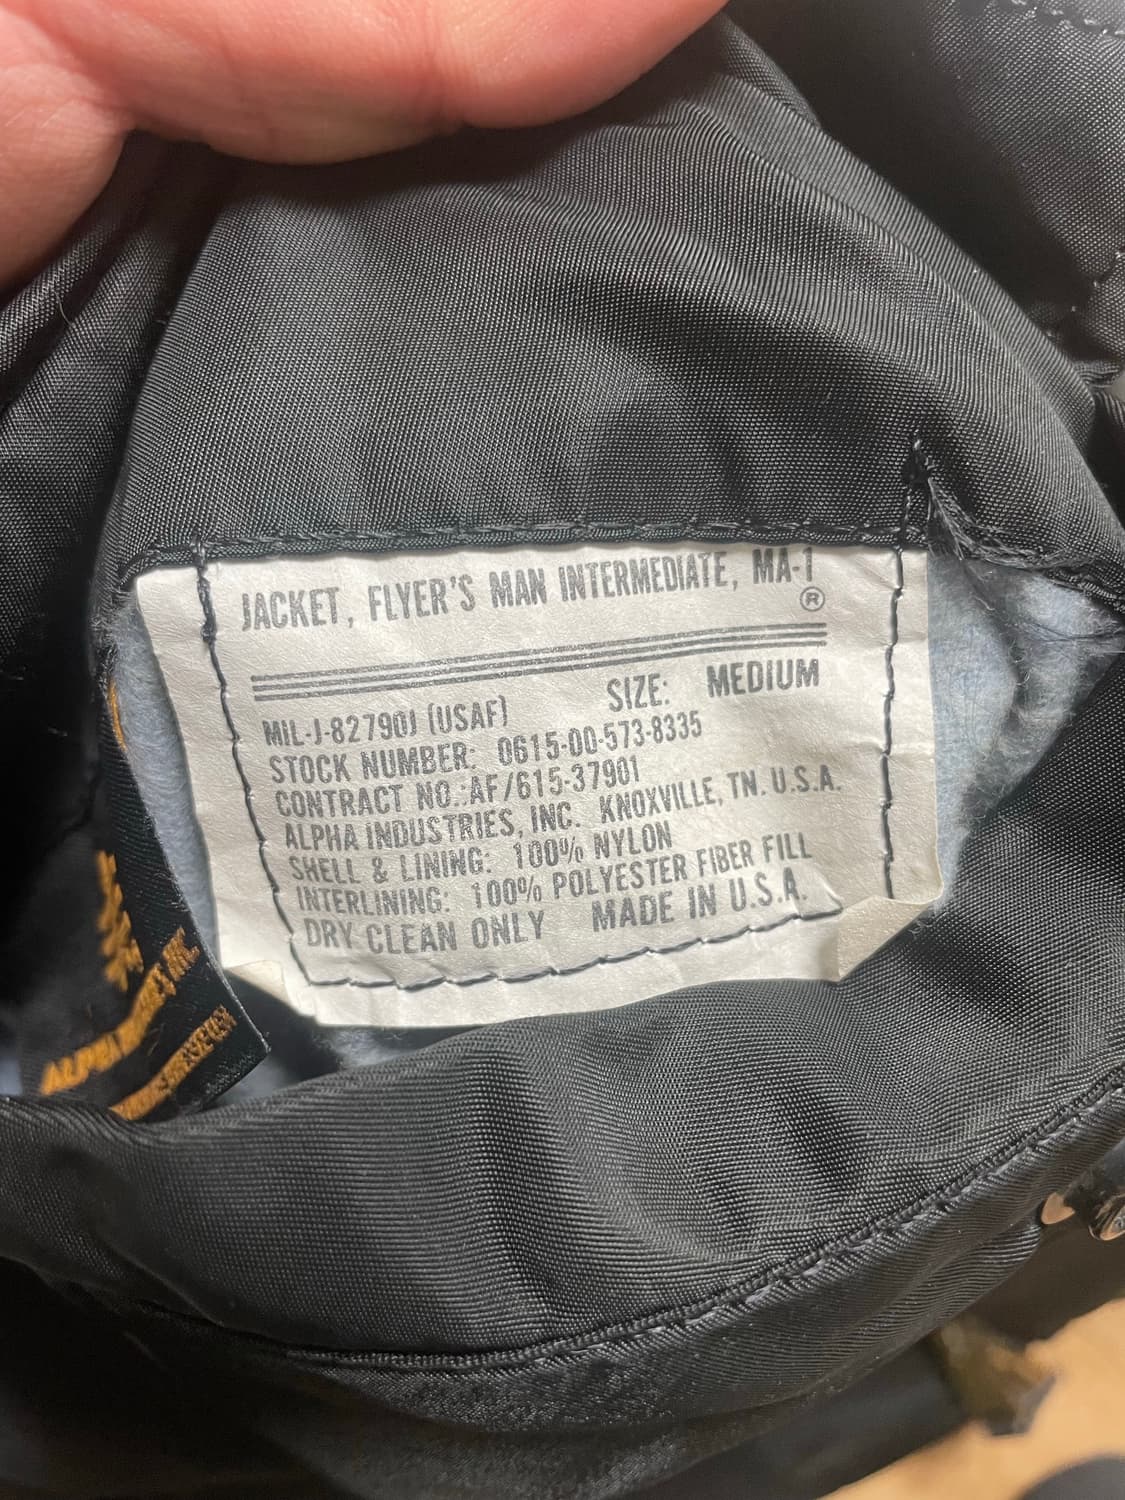 JACKET, FLYER'S MAN INTERMEDIATE, MA-1
®
SIZE: MEDIUM
MIL-J-82790J (USAF)
STOCK NUMBER: 0615-00-573-8335
CONTRACT NO.:AF/615-37901
ALPHA INDUSTRIES, INC. KNOXVILLE, TN. U.S.A.
SHELL & LINING: 100% NYLON
INTERLINING: 100% POLYESTER FIBER FILL
DRY CLEAN ONLY MADE IN U.S.A.
ALPHA INC.